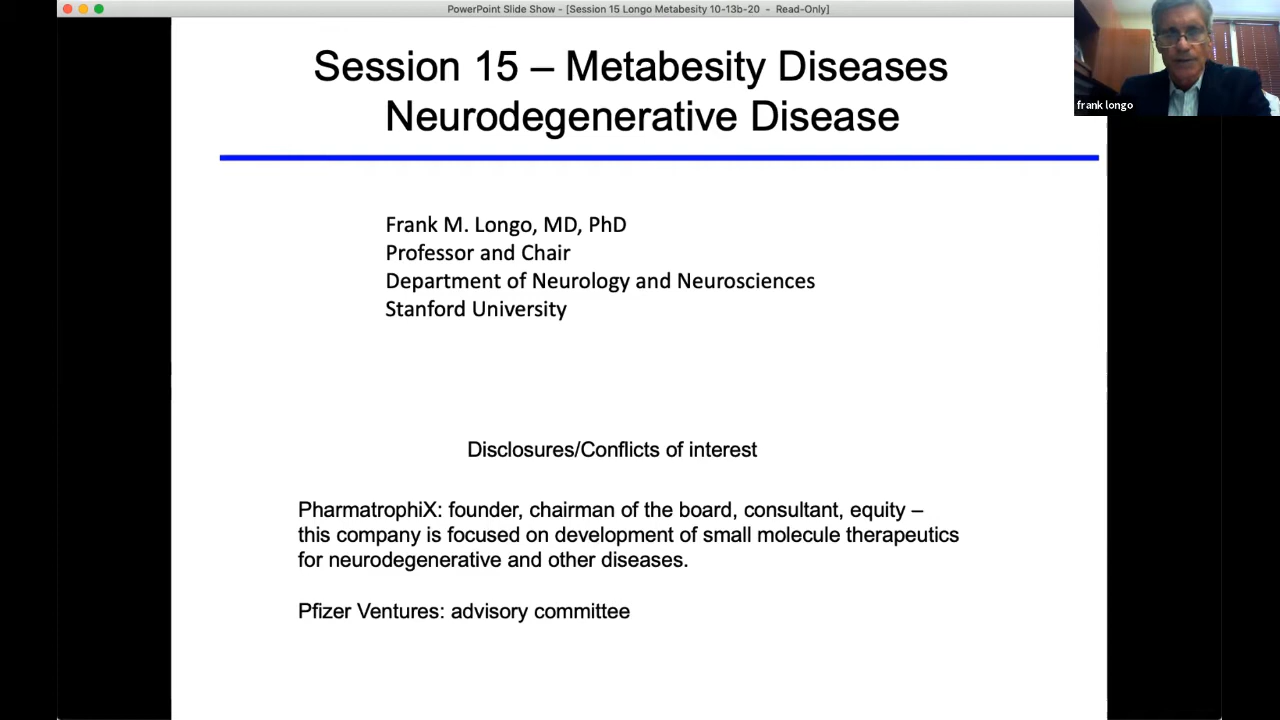 PowerPoint Slide Show - [Session 15 Longo Metabesity 10-13b-20 - Read-Only]
frank longo
Session 15 – Metabesity Diseases
Neurodegenerative Disease
Frank M. Longo, MD, PhD
Professor and Chair
Department of Neurology and Neurosciences
Stanford University
Disclosures/Conflicts of interest
PharmatrophiX: founder, chairman of the board, consultant, equity –
this company is focused on development of small molecule therapeutics
for neurodegenerative and other diseases.
Pfizer Ventures: advisory committee